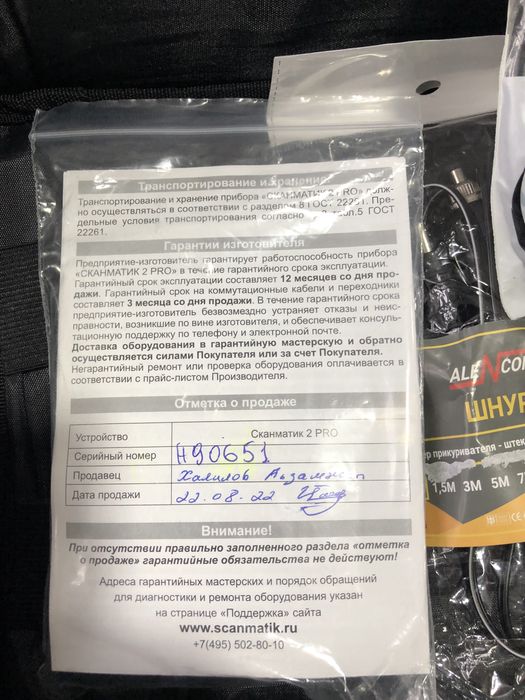 Транспортирование и хранение
Транспортирование и хранение прибора «СКАНМАТИК 2 PRO» долж-
но осуществляться в соответствии с разделом 8 ГОСТ 22261. Пре-
дельные условия транспортирования согласно табл.5 ГОСТ
22261.
Гарантии изготовителя
Предприятие-изготовитель гарантирует работоспособность прибора
«СКАНМАТИК 2 PRO» в течение гарантийного срока эксплуатации.
Гарантийный срок эксплуатации составляет 12 месяцев со дня про-
дажи. Гарантийный срок на коммутационные кабели и переходники
составляет 3 месяца со дня продажи. В течение гарантийного срока
предприятие-изготовитель безвозмездно устраняет отказы и неис-
правности, возникшие по вине изготовителя, и обеспечивает консуль-
тационную поддержку по телефону и электронной почте.
Доставка оборудования в гарантийную мастерскую и обратно
осуществляется силами Покупателя или за счет Покупателя.
Негарантийный ремонт или проверка оборудования оплачивается в
соответствии с прайс-листом Производителя.
Отметка о продаже
Устройство Сканматик 2 PRO
Серийный номер H90651
Продавец Халилов
Дата продажи 22.08.22
Внимание!
При отсутствии правильно заполненного раздела «отметка
о продаже» гарантийные обязательства не действуют!
Адреса гарантийных мастерских и порядок обращений
для диагностики и ремонта оборудования указан
на странице «Поддержка» сайта
www.scanmatik.ru
+7(495) 502-80-10
ALENCO
ШНУР
прикуривателя - штек
1,5M 3M 5M 7